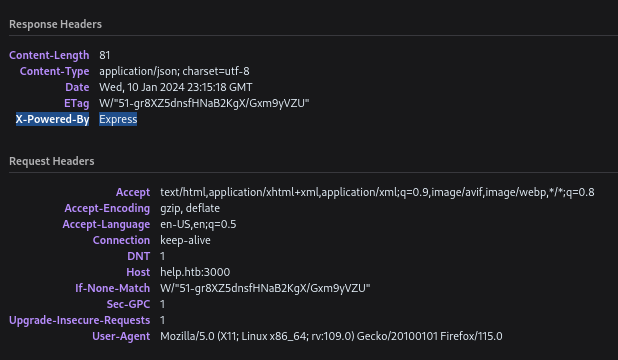 Response Headers
Content-Length 81
Content-Type application/json; charset=utf-8
Date Wed, 10 Jan 2024 23:15:18 GMT
ETag W/"51-gr8XZ5dnsfHNaB2KgX/Gxm9yVZU"
X-Powered-By Express
Request Headers
Accept text/html,application/xhtml+xml,application/xml;q=0.9,image/avif,image/webp,*/*;q=0.8
Accept-Encoding gzip, deflate
Accept-Language en-US,en;q=0.5
Connection keep-alive
DNT 1
Host help.htb:3000
If-None-Match W/"51-gr8XZ5dnsfHNaB2KgX/Gxm9yVZU"
Sec-GPC 1
Upgrade-Insecure-Requests 1
User-Agent Mozilla/5.0 (X11; Linux x86_64; rv:109.0) Gecko/20100101 Firefox/115.0